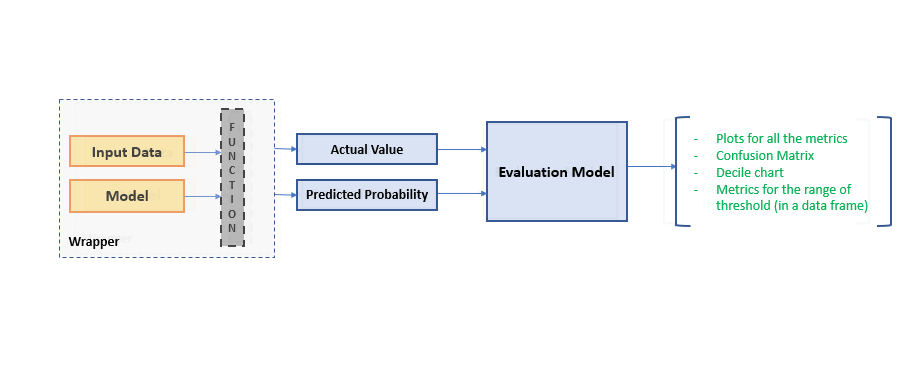 Input Data
Model
Wrapper
F
U
N
C
T
I
O
N
Actual Value
Predicted Probability
Evaluation Model
- Plots for all the metrics
- Confusion Matrix
- Decile chart
- Metrics for the range of
threshold (in a data frame)